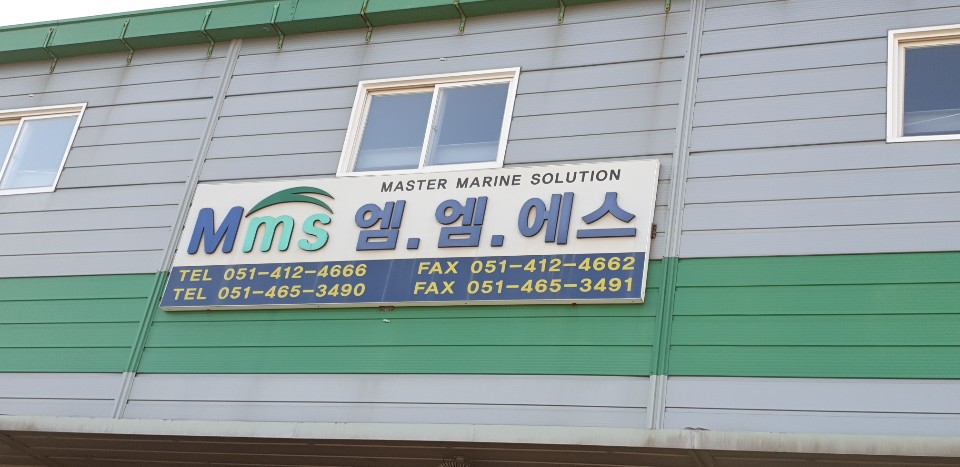 MASTER MARINE SOLUTION
Mms 엠.엠.에스
TEL 051-412-4666 FAX 051-412-4662
TEL 051-465-3490 FAX 051-465-3491